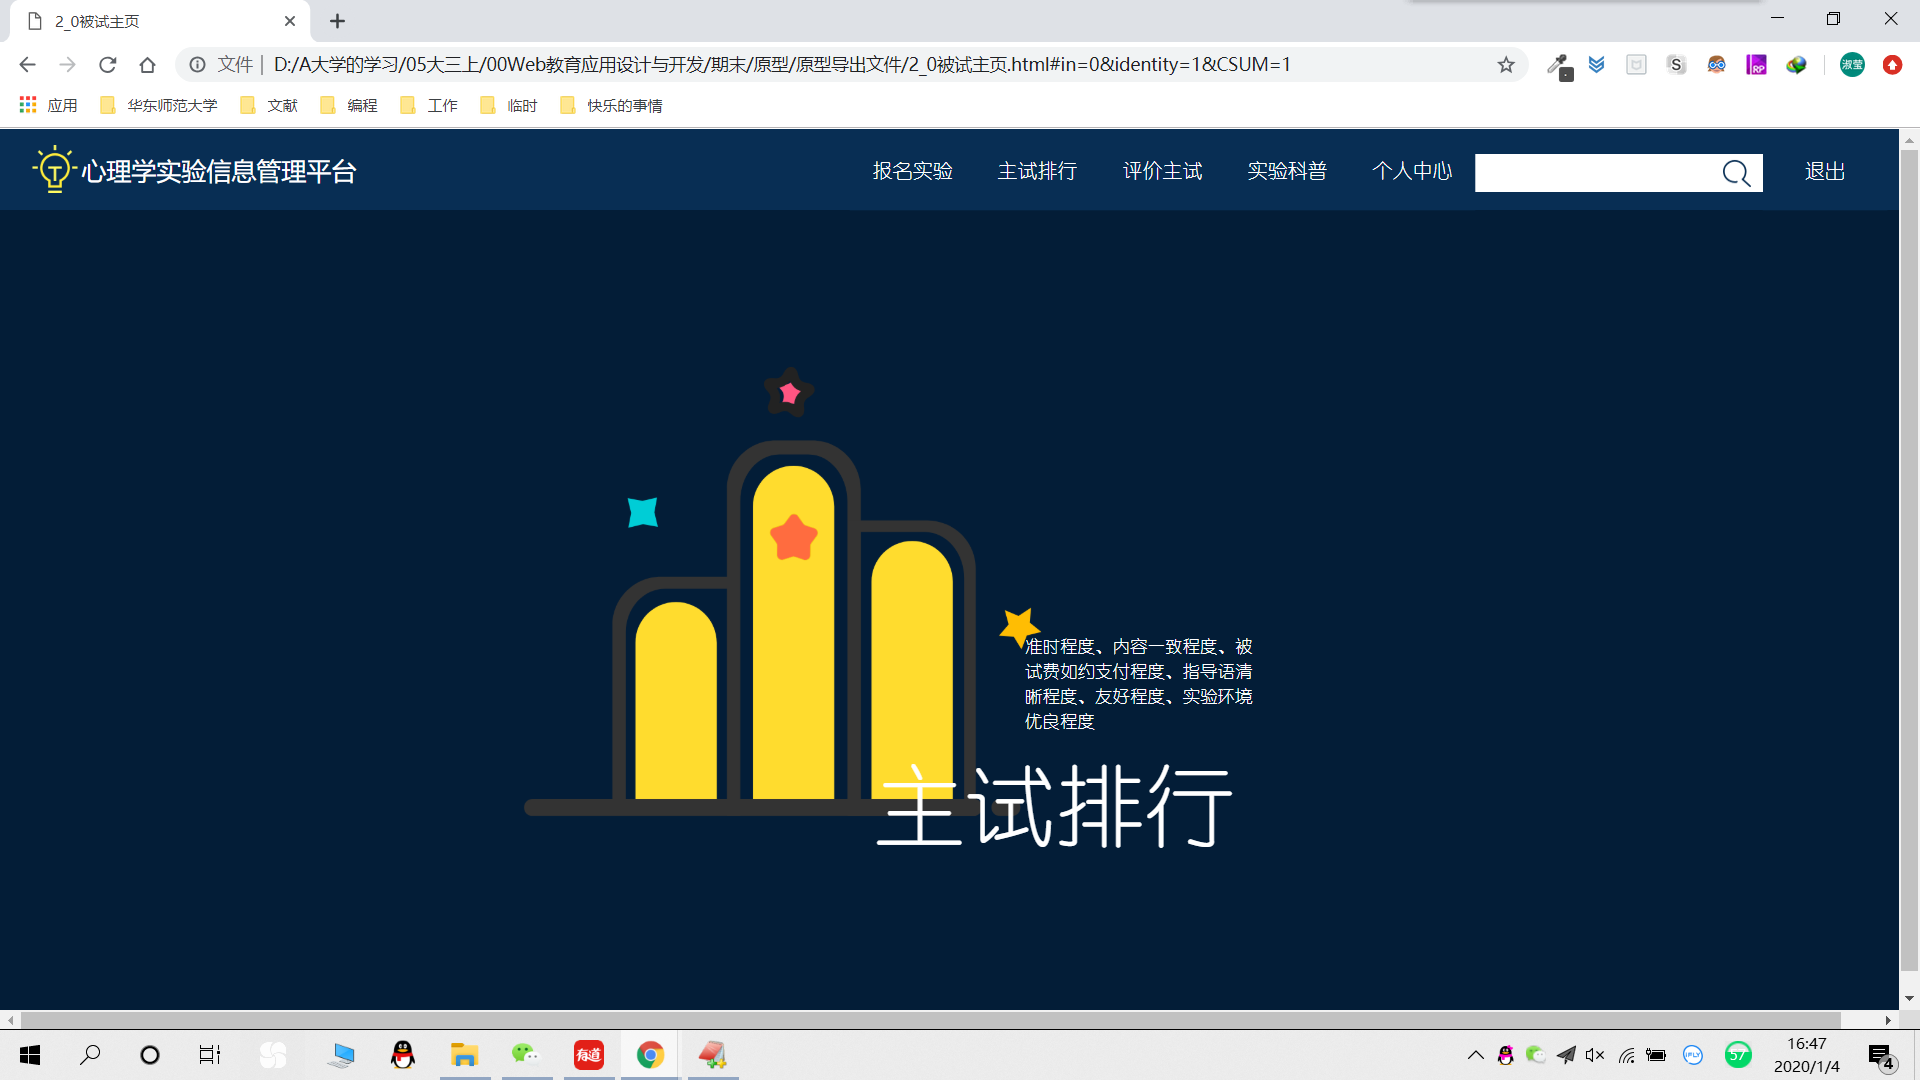 2_0被试主页
文件 D:/A大学的学习/05大三上/00Web教育应用设计与开发/期末/原型/原型导出文件/2_0被试主页.html#in=0&identity=1&CSUM=1
淑莹
应用 华东师范大学 文献 编程 工作 临时 快乐的事情
心理学实验信息管理平台 报名实验 主试排行 评价主试 实验科普 个人中心 退出
准时程度、内容一致程度、被
试费如约支付程度、指导语清
晰程度、友好程度、实验环境
优良程度
主试排行
有道
57
16:47
2020/1/4
4